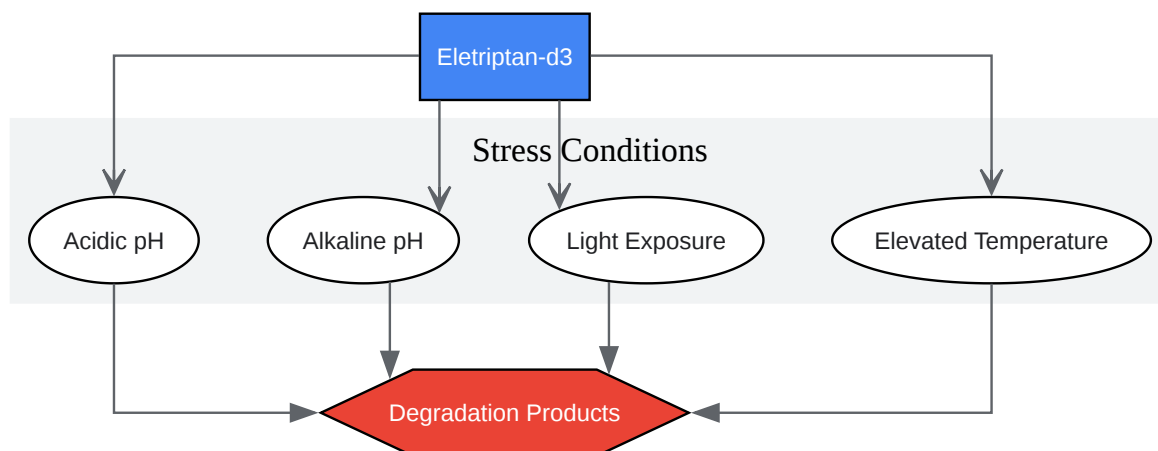 Eletriptan-d3
Stress Conditions
Acidic pH
Alkaline pH
Light Exposure
Elevated Temperature
Degradation Products